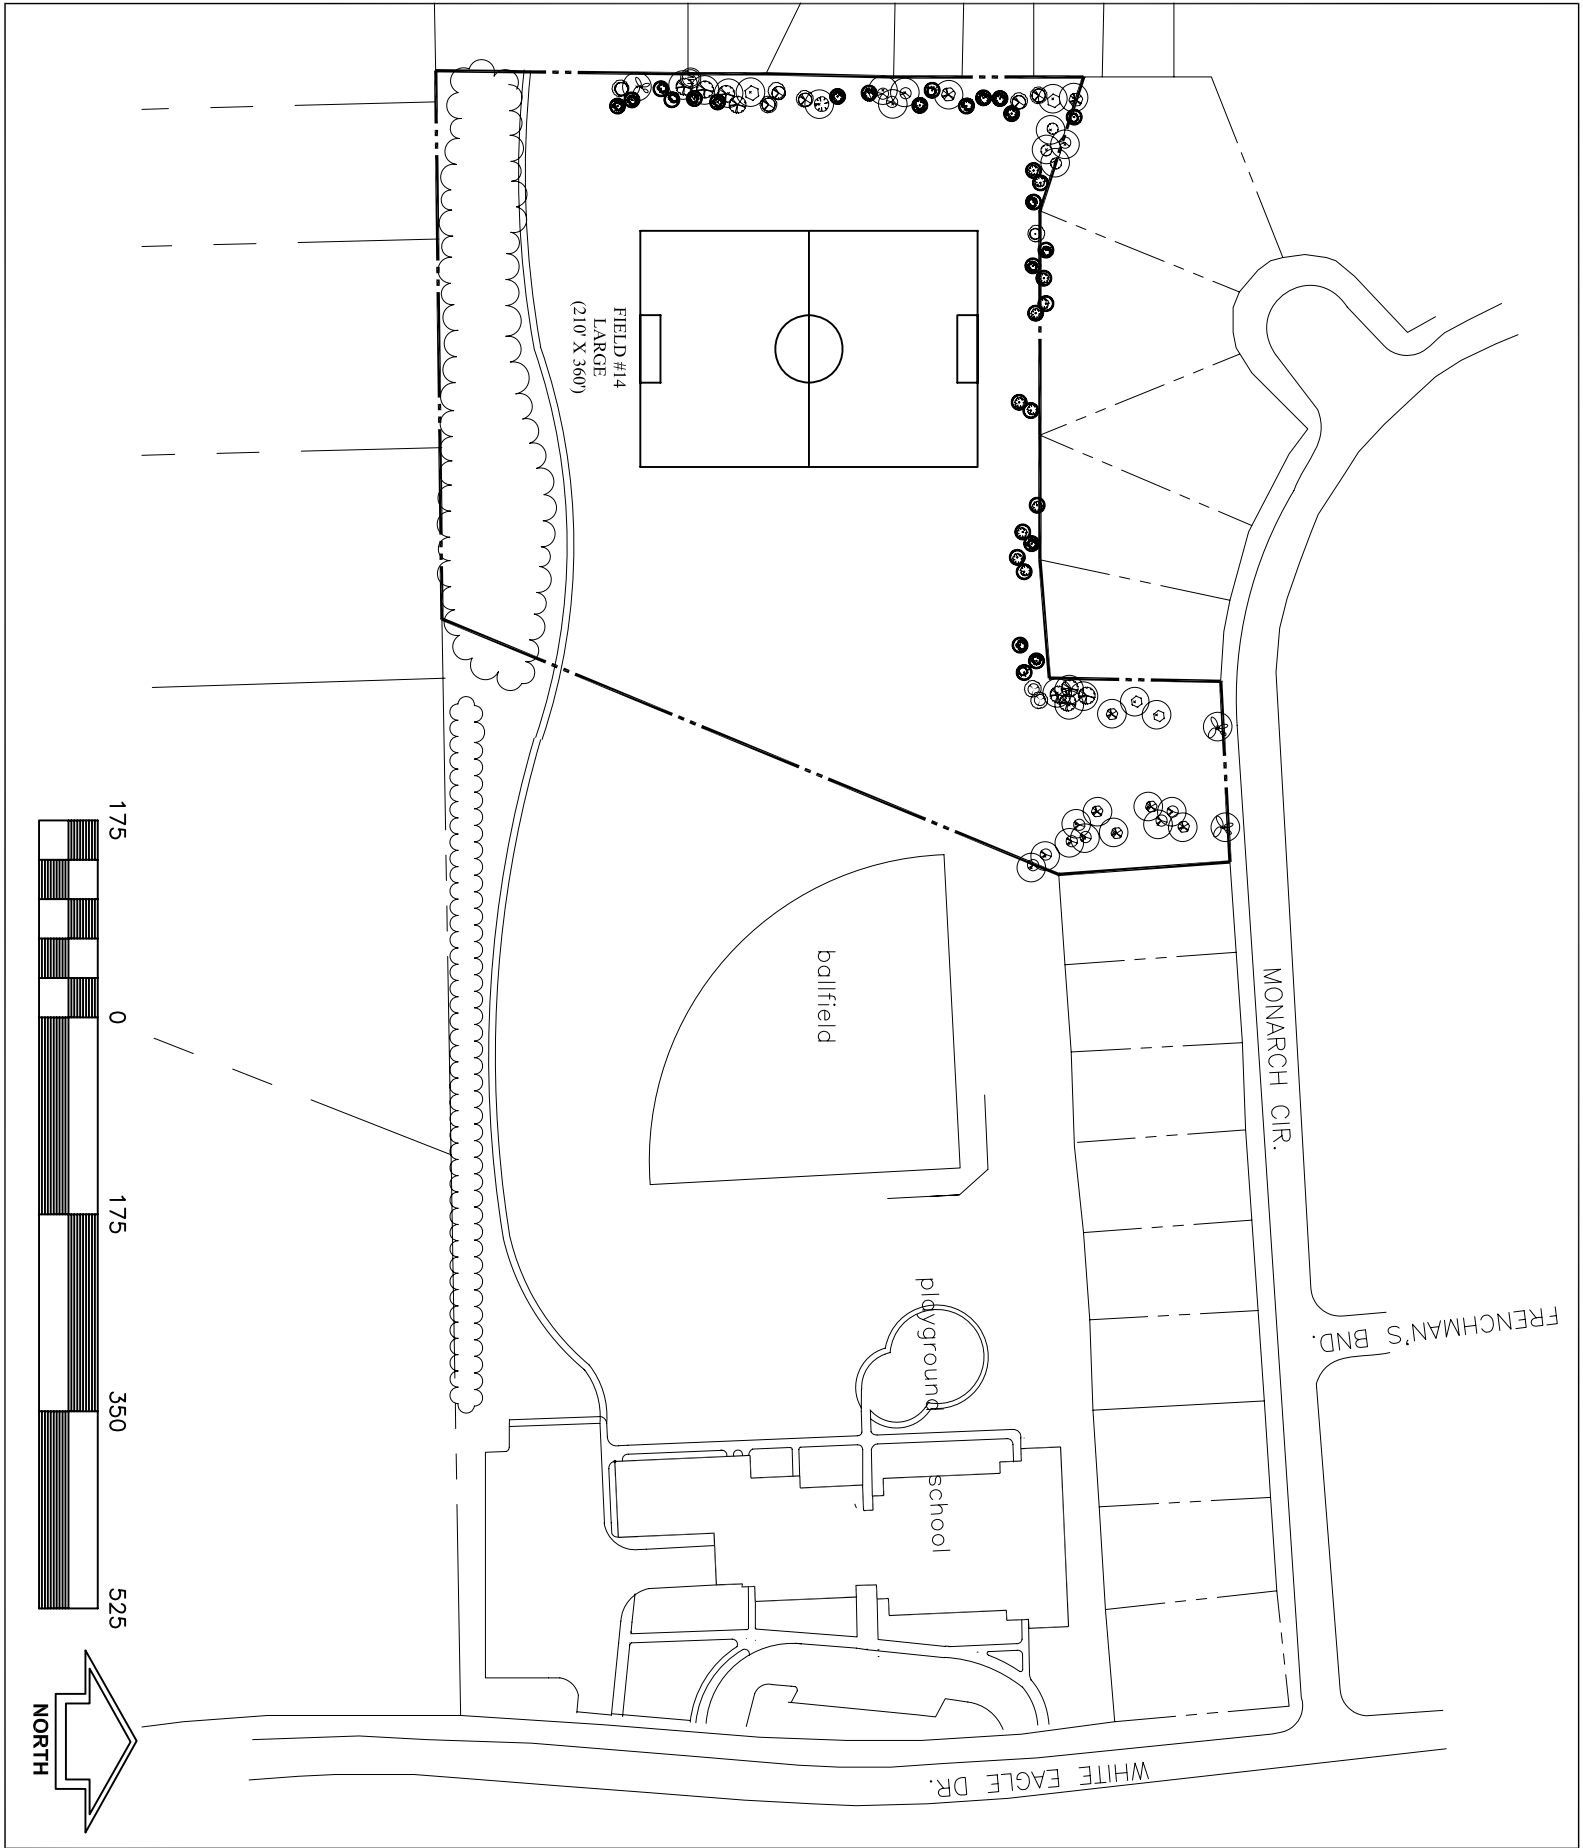 FIELD #14
LARGE
(210' X 360')
MONARCH CIR.
FRENCHMAN'S BND.
ballfield
playground
school
WHITE EAGLE DR.
175
0
175
350
525
NORTH